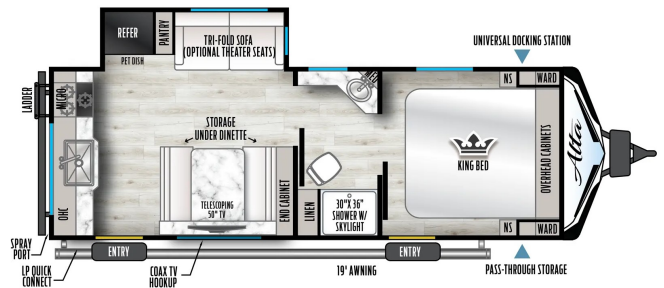 REFER
PANTRY
PET DISH
TRI-FOLD SOFA
(OPTIONAL THEATER SEATS)
UNIVERSAL DOCKING STATION
LADDER
MICRO
NS
WARD
STORAGE
UNDER DINETTE
KING BED
OVERHEAD CABINETS
Alta
TELESCOPING
50" TV
END CABINET
LINEN
30"X 36"
SHOWER W/
SKYLIGHT
OHC
NS
WARD
SPRAY
PORT
ENTRY
ENTRY
LP QUICK
CONNECT
COAX TV
HOOKUP
19' AWNING
PASS-THROUGH STORAGE